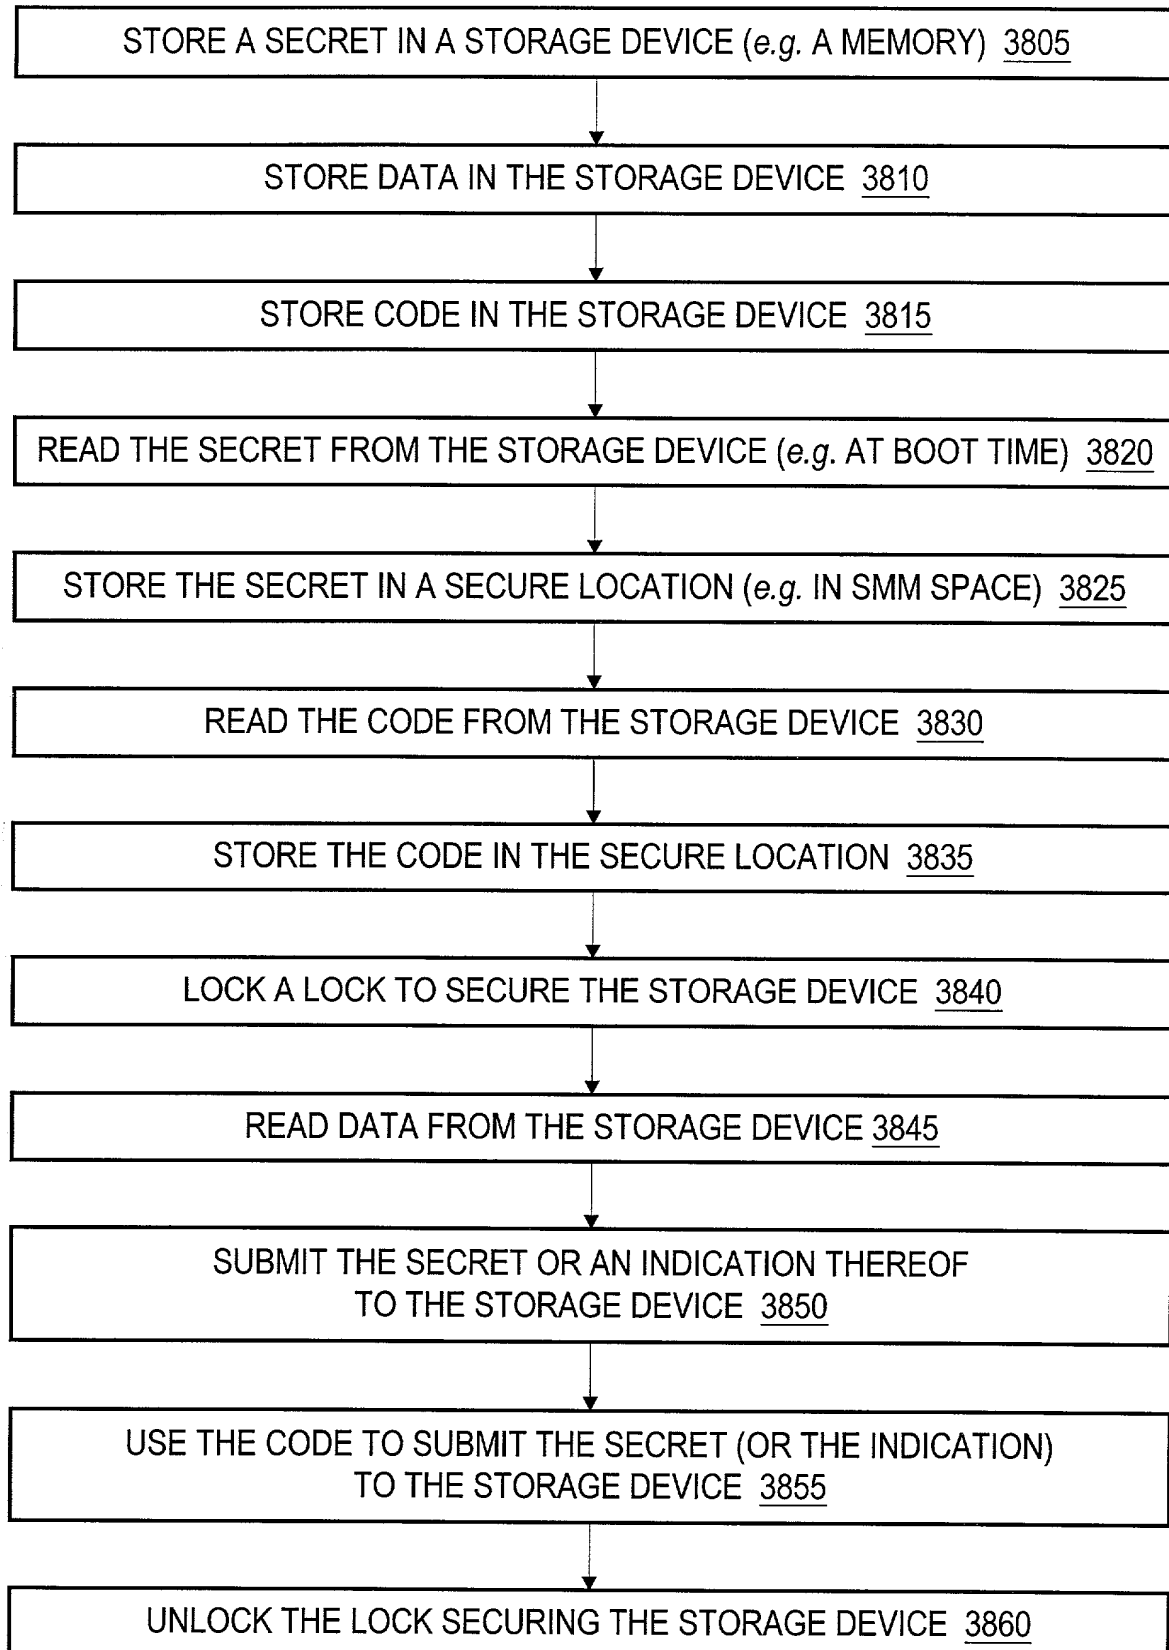 STORE A SECRET IN A STORAGE DEVICE (e.g. A MEMORY) 3805
STORE DATA IN THE STORAGE DEVICE 3810
STORE CODE IN THE STORAGE DEVICE 3815
READ THE SECRET FROM THE STORAGE DEVICE (e.g. AT BOOT TIME) 3820
STORE THE SECRET IN A SECURE LOCATION (e.g. IN SMM SPACE) 3825
READ THE CODE FROM THE STORAGE DEVICE 3830
STORE THE CODE IN THE SECURE LOCATION 3835
LOCK A LOCK TO SECURE THE STORAGE DEVICE 3840
READ DATA FROM THE STORAGE DEVICE 3845
SUBMIT THE SECRET OR AN INDICATION THEREOF
TO THE STORAGE DEVICE 3850
USE THE CODE TO SUBMIT THE SECRET (OR THE INDICATION)
TO THE STORAGE DEVICE 3855
UNLOCK THE LOCK SECURING THE STORAGE DEVICE 3860